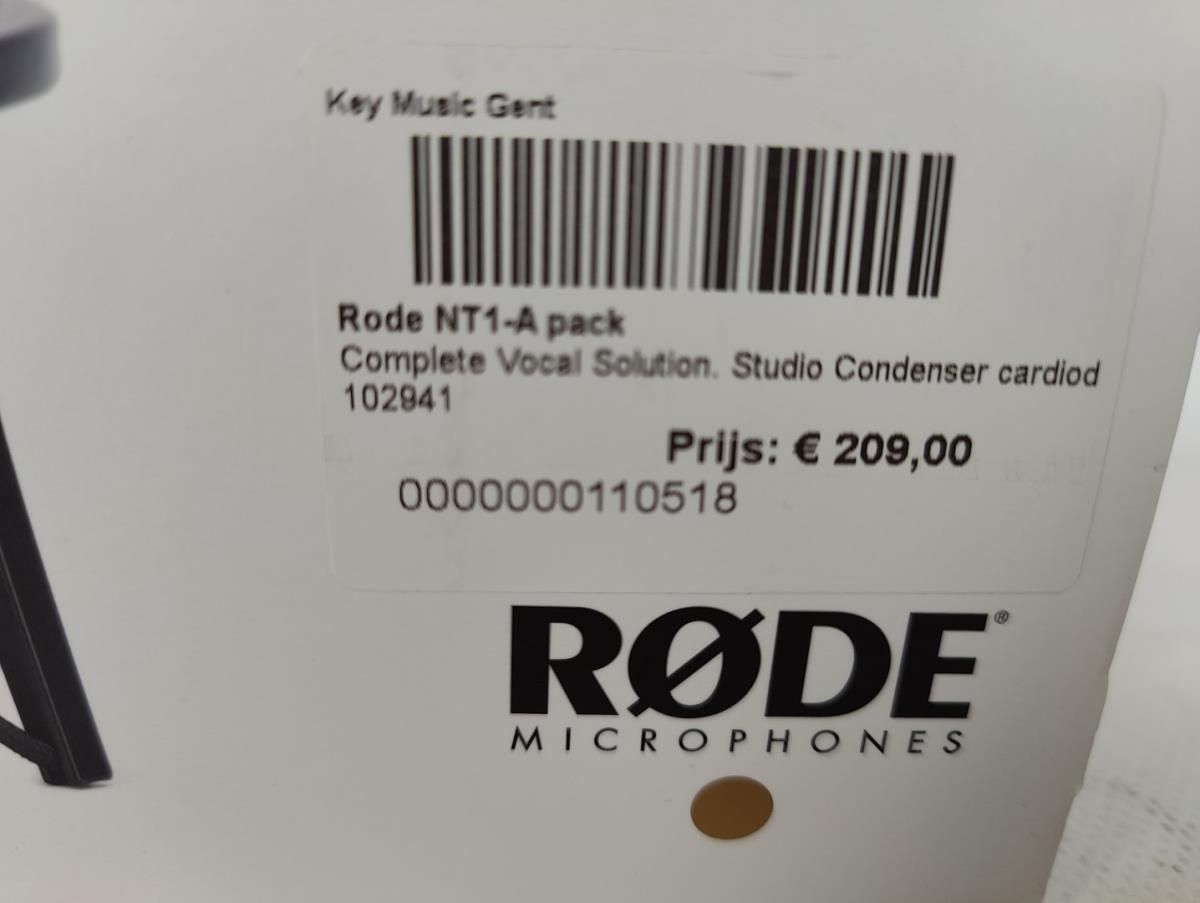 Key Music Gent
Rode NT1-A pack
Complete Vocal Solution. Studio Condenser cardiod
102941
Prijs: € 209,00
0000000110518
RØDE®
MICROPHONES